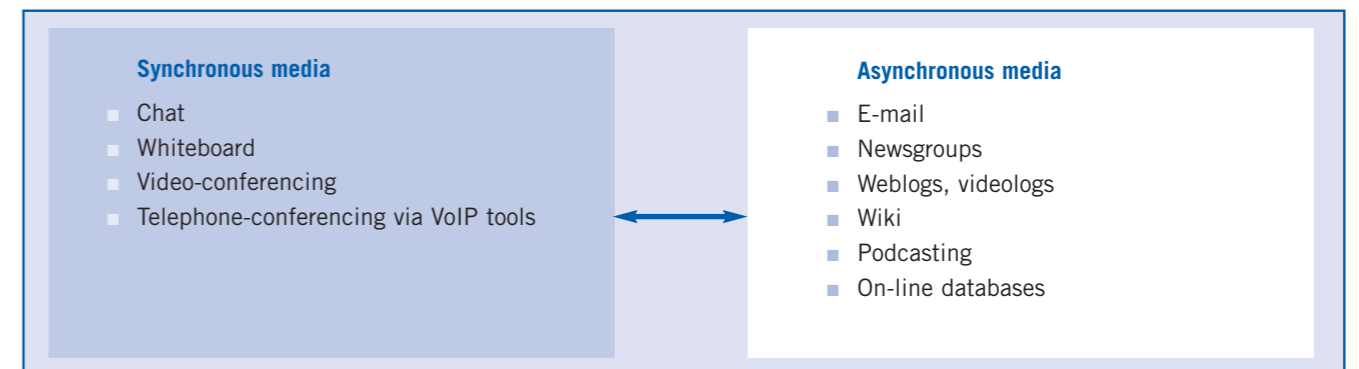 Synchronous media
Chat
Whiteboard
Video-conferencing
Telephone-conferencing via VoIP tools
Asynchronous media
E-mail
Newsgroups
Weblogs, videologs
Wiki
Podcasting
On-line databases